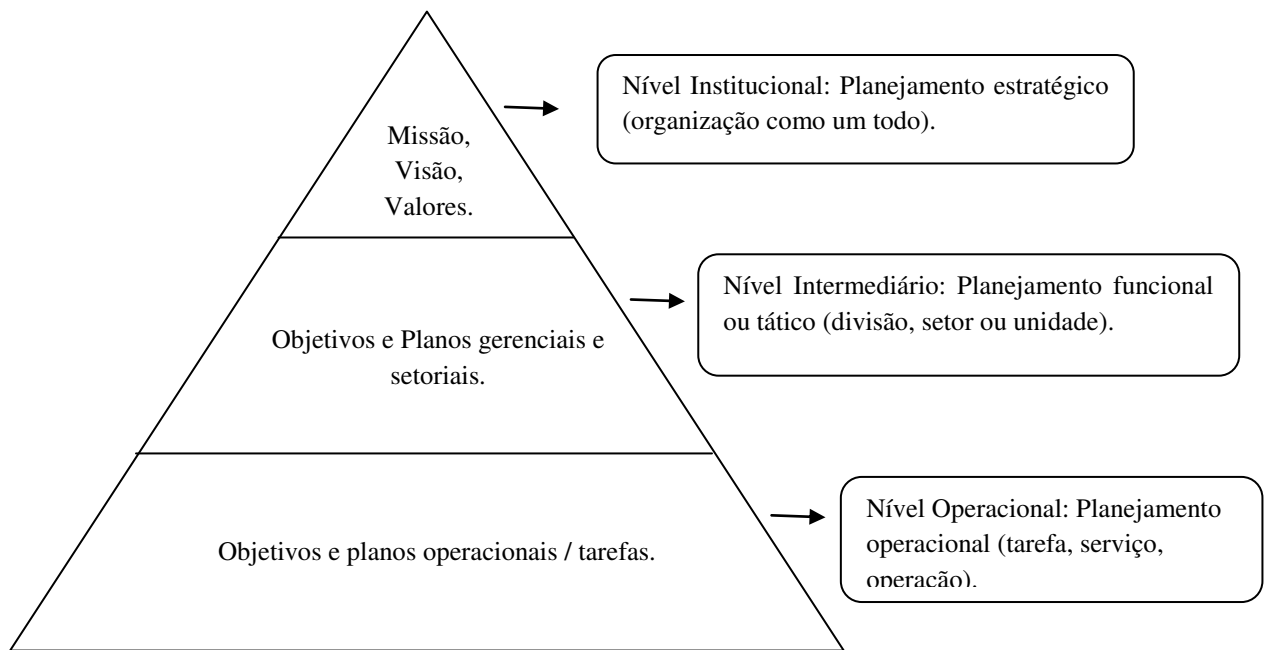 Nível Institucional: Planejamento estratégico
(organização como um todo).
Missão,
Visão,
Valores.
Nível Intermediário: Planejamento funcional
ou tático (divisão, setor ou unidade).
Objetivos e Planos gerenciais e
setoriais.
Nível Operacional: Planejamento
operacional (tarefa, serviço,
operação).
Objetivos e planos operacionais / tarefas.